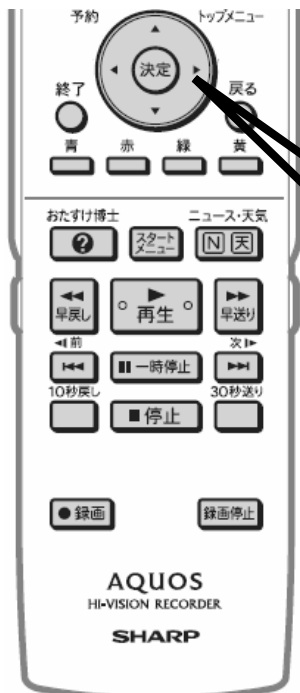 予約 トップメニュー
決定
終了 戻る
青 赤 緑 黄
おたすけ博士 ニュース・天気
? スタートメニュー N 天
早戻し 再生 早送り
前 次
一時停止
10秒戻し 30秒送り
停止
録画 録画停止
AQUOS
HI-VISION RECORDER
SHARP